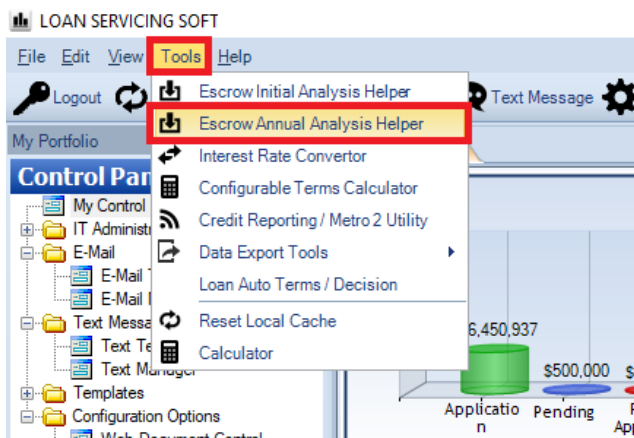 LOAN SERVICING SOFT
File Edit View Tools Help
Logout
Text Message
My Portfolio
Escrow Initial Analysis Helper
Escrow Annual Analysis Helper
Interest Rate Convertor
Configurable Terms Calculator
Credit Reporting / Metro 2 Utility
Data Export Tools
Loan Auto Terms / Decision
Reset Local Cache
Calculator
Control Pan
My Control
IT Administ
E-Mail
E-Mail
E-Mail
Text Messa
Text Te
Text Manager
Templates
Configuration Options
6,450,937
$500,000
$
Applicatio
n
Pending